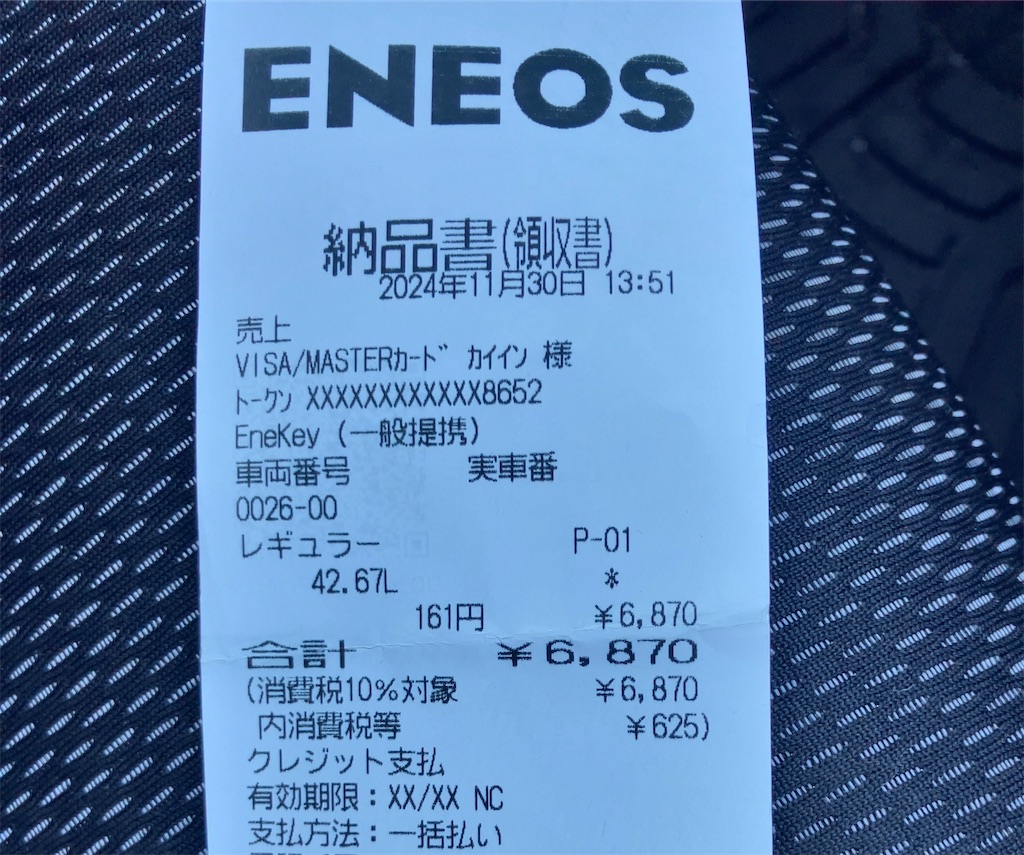 ENEOS
納品書(領収書)
2024年11月30日 13:51
売上
VISA/MASTERカード カイイン 様
トークン XXXXXXXXXXXX8652
EneKey (一般提携)
車両番号 実車番
0026-00
レギュラー P-01
42.67L *
161円 ¥6,870
合計 ¥6,870
(消費税10%対象 ¥6,870
内消費税等 ¥625)
クレジット支払
有効期限:XX/XX NC
支払方法:一括払い